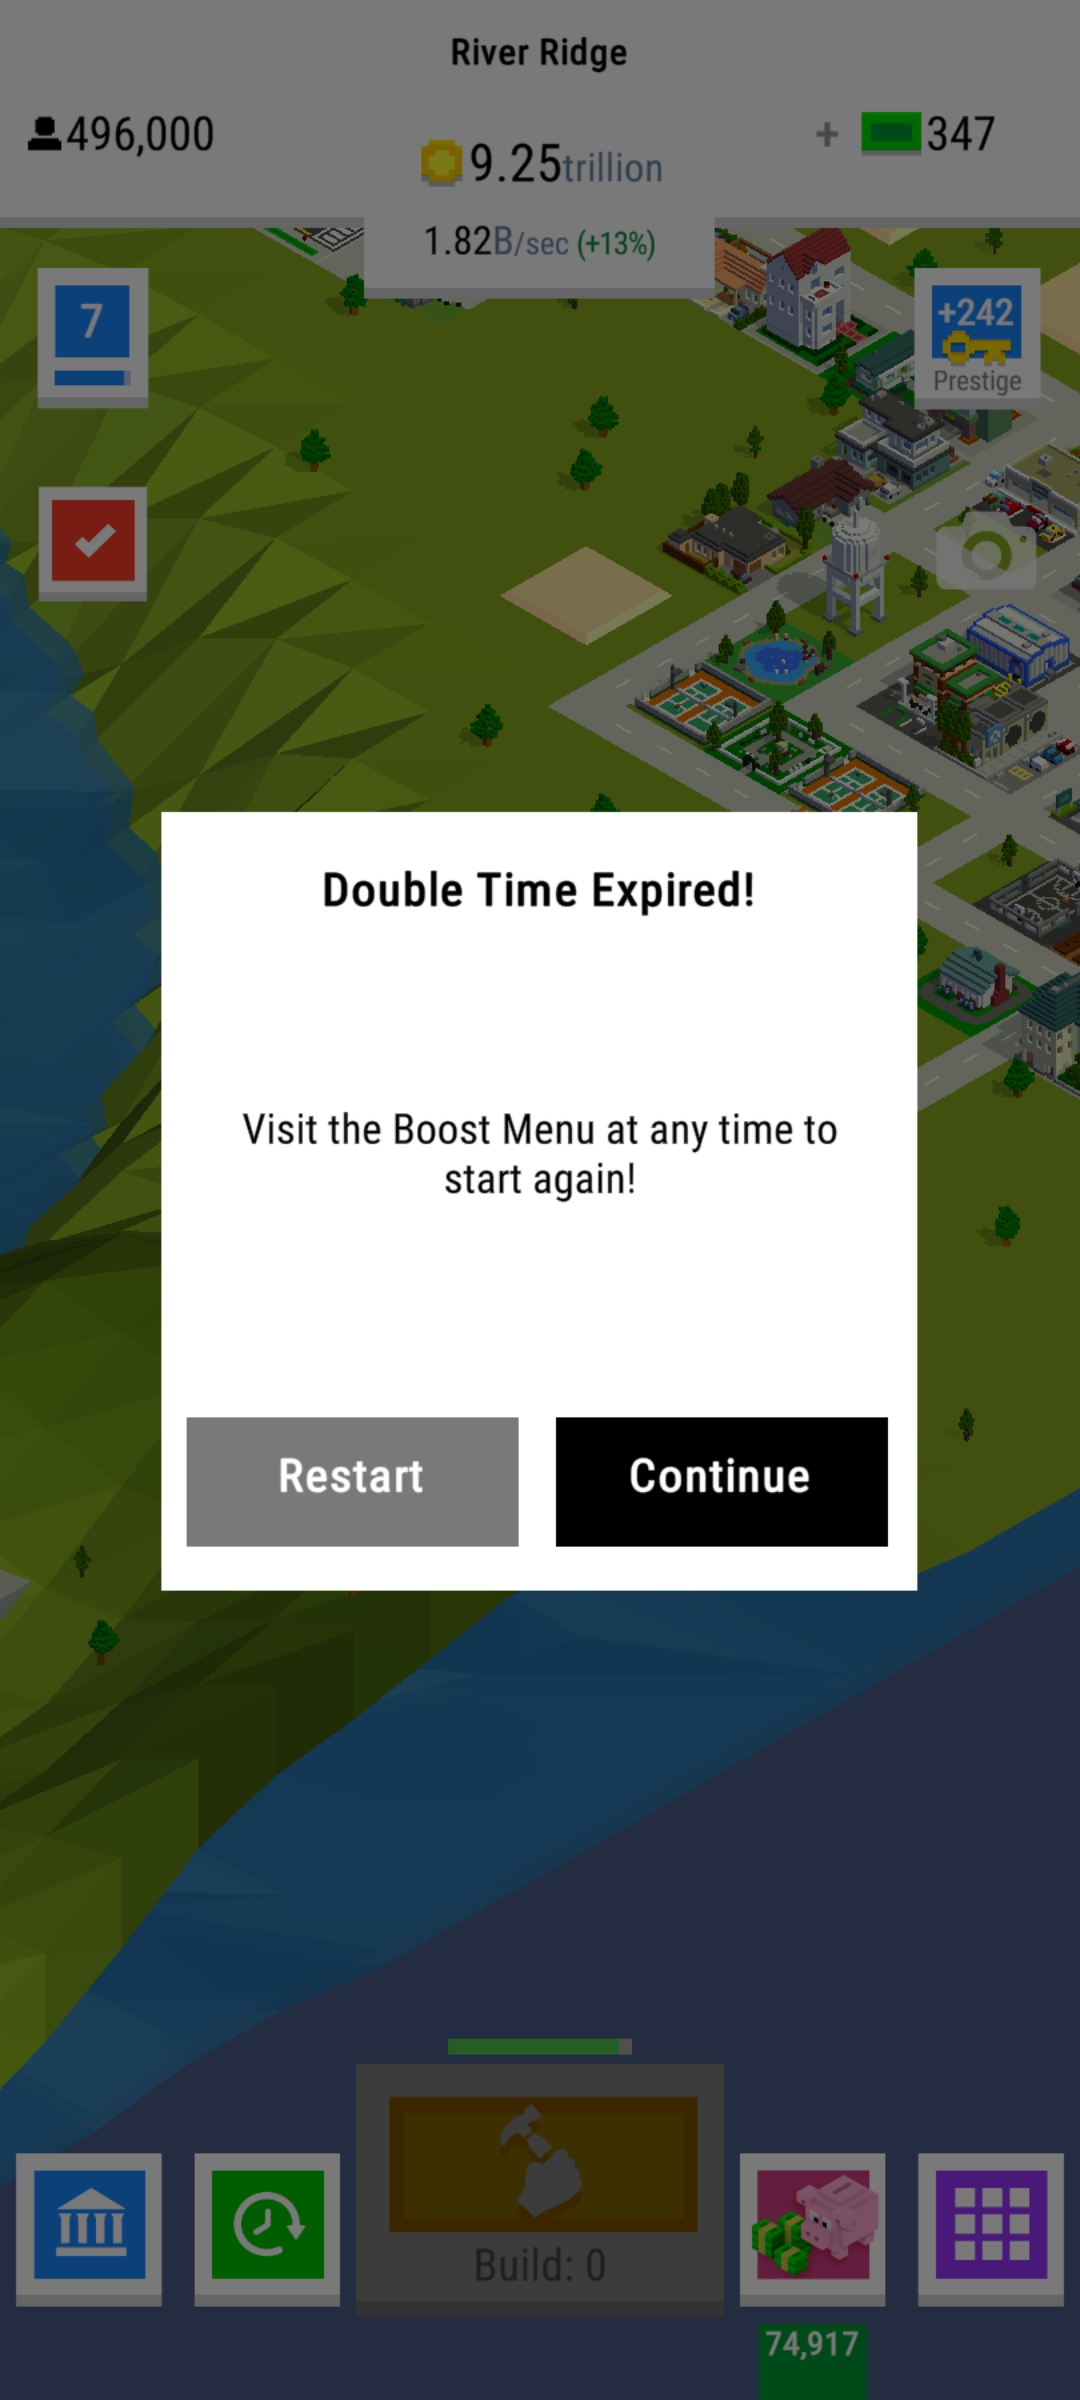 River Ridge
496,000
9.25trillion
+ 347
1.82B/sec (+13%)
7
+242
Prestige
Double Time Expired!
Visit the Boost Menu at any time to
start again!
Restart
Continue
Build: 0
74,917